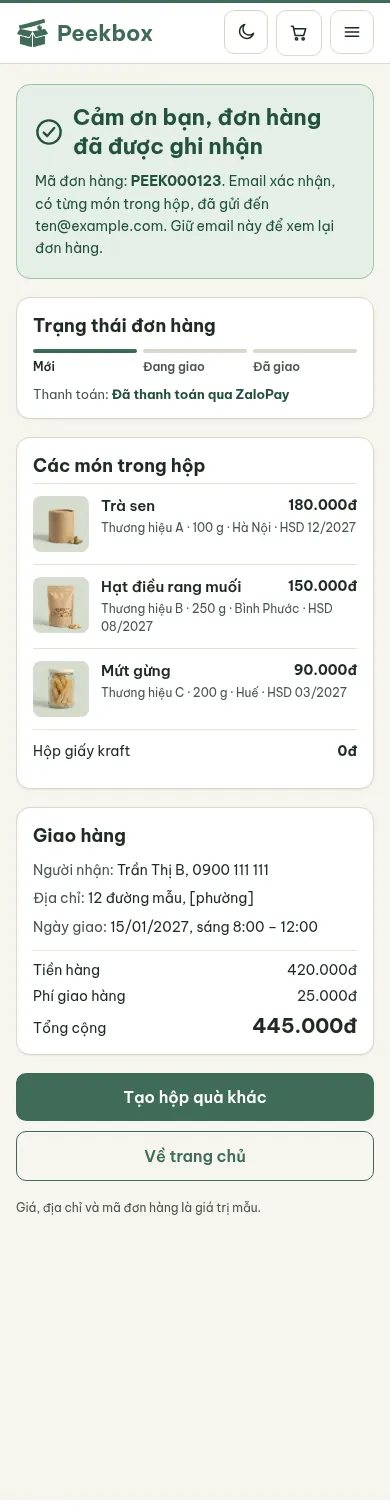 Peekbox
Cảm ơn bạn, đơn hàng
đã được ghi nhận
Mã đơn hàng: PEEK000123. Email xác nhận,
có từng món trong hộp, đã gửi đến
ten@example.com. Giữ email này để xem lại
đơn hàng.
Trạng thái đơn hàng
Mới Đang giao Đã giao
Thanh toán: Đã thanh toán qua ZaloPay
Các món trong hộp
Trà sen 180.000đ
Thương hiệu A · 100 g · Hà Nội · HSD 12/2027
Hạt điều rang muối 150.000đ
Thương hiệu B · 250 g · Bình Phước · HSD
08/2027
Mứt gừng 90.000đ
Thương hiệu C · 200 g · Huế · HSD 03/2027
Hộp giấy kraft 0đ
Giao hàng
Người nhận: Trần Thị B, 0900 111 111
Địa chỉ: 12 đường mẫu, [phường]
Ngày giao: 15/01/2027, sáng 8:00 – 12:00
Tiền hàng 420.000đ
Phí giao hàng 25.000đ
Tổng cộng 445.000đ
Tạo hộp quà khác
Về trang chủ
Giá, địa chỉ và mã đơn hàng là giá trị mẫu.